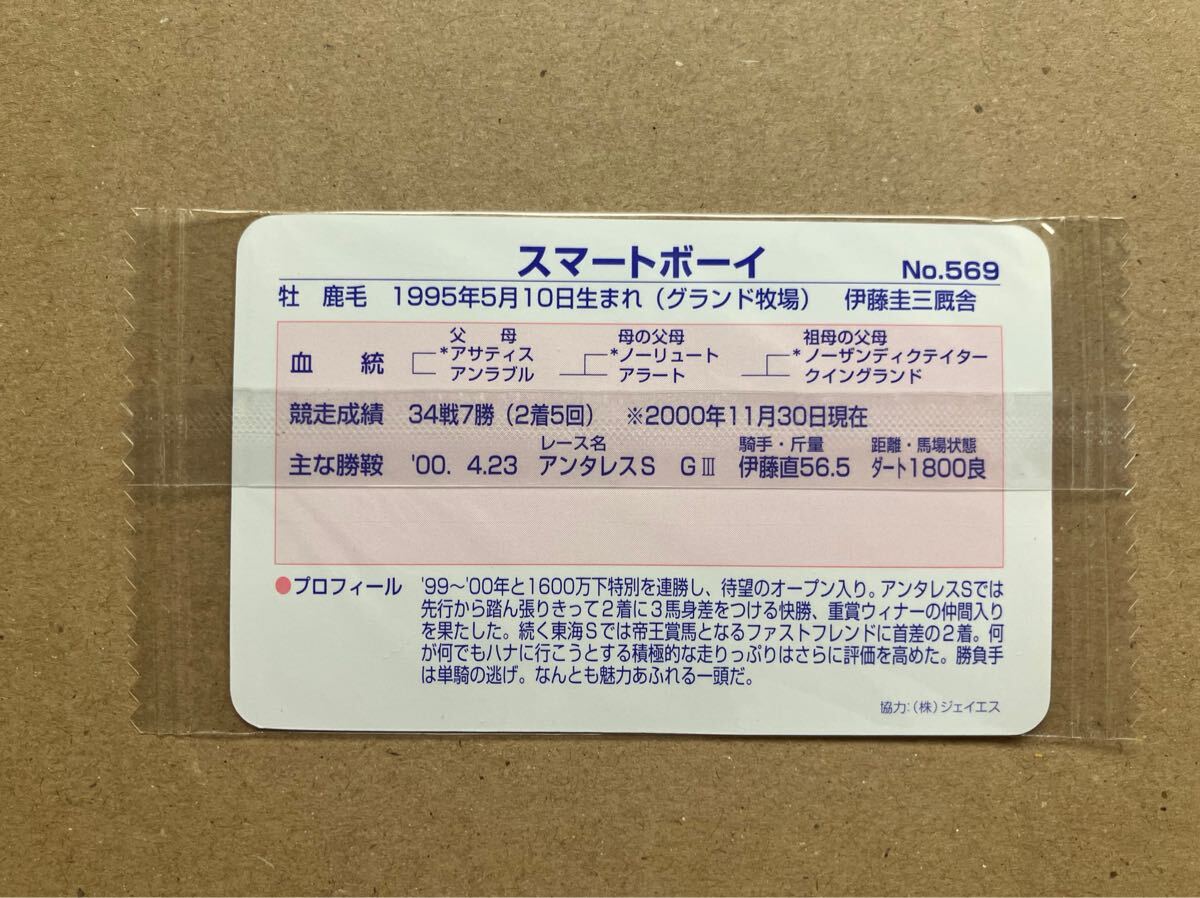 スマートボーイ No.569
牡 鹿毛 1995年5月10日生まれ(グランド牧場) 伊藤圭三厩舎
父 母 母の父母 祖母の父母
血統 *アサティス *ノーリュート *ノーザンディクテイター
アンラブル アラート クイングランド
競走成績 34戦7勝(2着5回) ※2000年11月30日現在
レース名 騎手・斤量 距離・馬場状態
主な勝鞍 '00. 4.23 アンタレスS GⅢ 伊藤直56.5 ダート1800良
●プロフィール '99〜'00年と1600万下特別を連勝し、待望のオープン入り。アンタレスSでは
先行から踏ん張りきって2着に3馬身差をつける快勝、重賞ウィナーの仲間入り
を果たした。続く東海Sでは帝王賞馬となるファストフレンドに首差の2着。何
が何でもハナに行こうとする積極的な走りっぷりはさらに評価を高めた。勝負手
は単騎の逃げ。なんとも魅力あふれる一頭だ。
協力:(株)ジェイエス